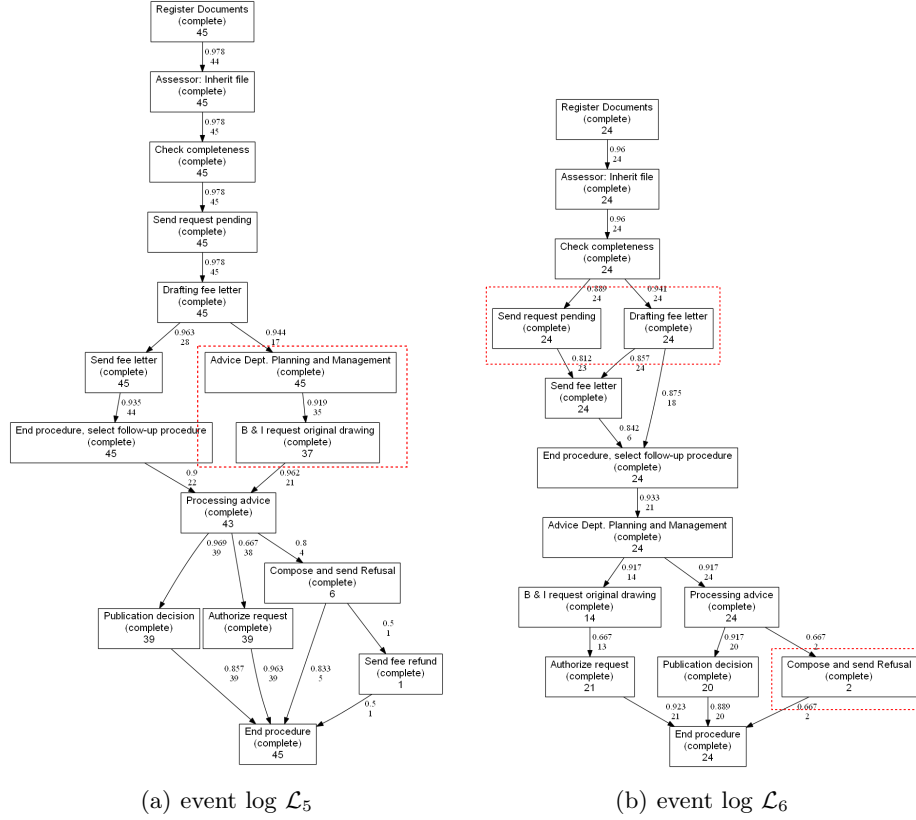 Register Documents
(complete)
45
0.978
44
Assessor: Inherit file
(complete)
45
0.978
45
Check completeness
(complete)
45
0.978
45
Send request pending
(complete)
45
0.978
45
Drafting fee letter
(complete)
45
0.963
28
0.944
17
Send fee letter
(complete)
45
Advice Dept. Planning and Management
(complete)
45
0.935
44
0.919
35
End procedure, select follow-up procedure
(complete)
45
B & I request original drawing
(complete)
37
0.9
22
0.962
21
Processing advice
(complete)
43
0.969
39
0.667
38
0.8
4
Compose and send Refusal
(complete)
6
Publication decision
(complete)
39
Authorize request
(complete)
39
0.5
1
Send fee refund
(complete)
1
0.857
39
0.963
39
0.833
5
0.5
1
End procedure
(complete)
45
(a) event log ℒ5
Register Documents
(complete)
24
0.96
24
Assessor: Inherit file
(complete)
24
0.96
24
Check completeness
(complete)
24
0.889
24
0.941
24
Send request pending
(complete)
24
Drafting fee letter
(complete)
24
0.812
23
0.857
24
Send fee letter
(complete)
24
0.875
18
0.842
6
End procedure, select follow-up procedure
(complete)
24
0.933
21
Advice Dept. Planning and Management
(complete)
24
0.917
14
0.917
24
B & I request original drawing
(complete)
14
Processing advice
(complete)
24
0.667
13
0.917
20
0.667
2
Authorize request
(complete)
21
Publication decision
(complete)
20
Compose and send Refusal
(complete)
2
0.923
21
0.889
20
0.667
2
End procedure
(complete)
24
(b) event log ℒ6